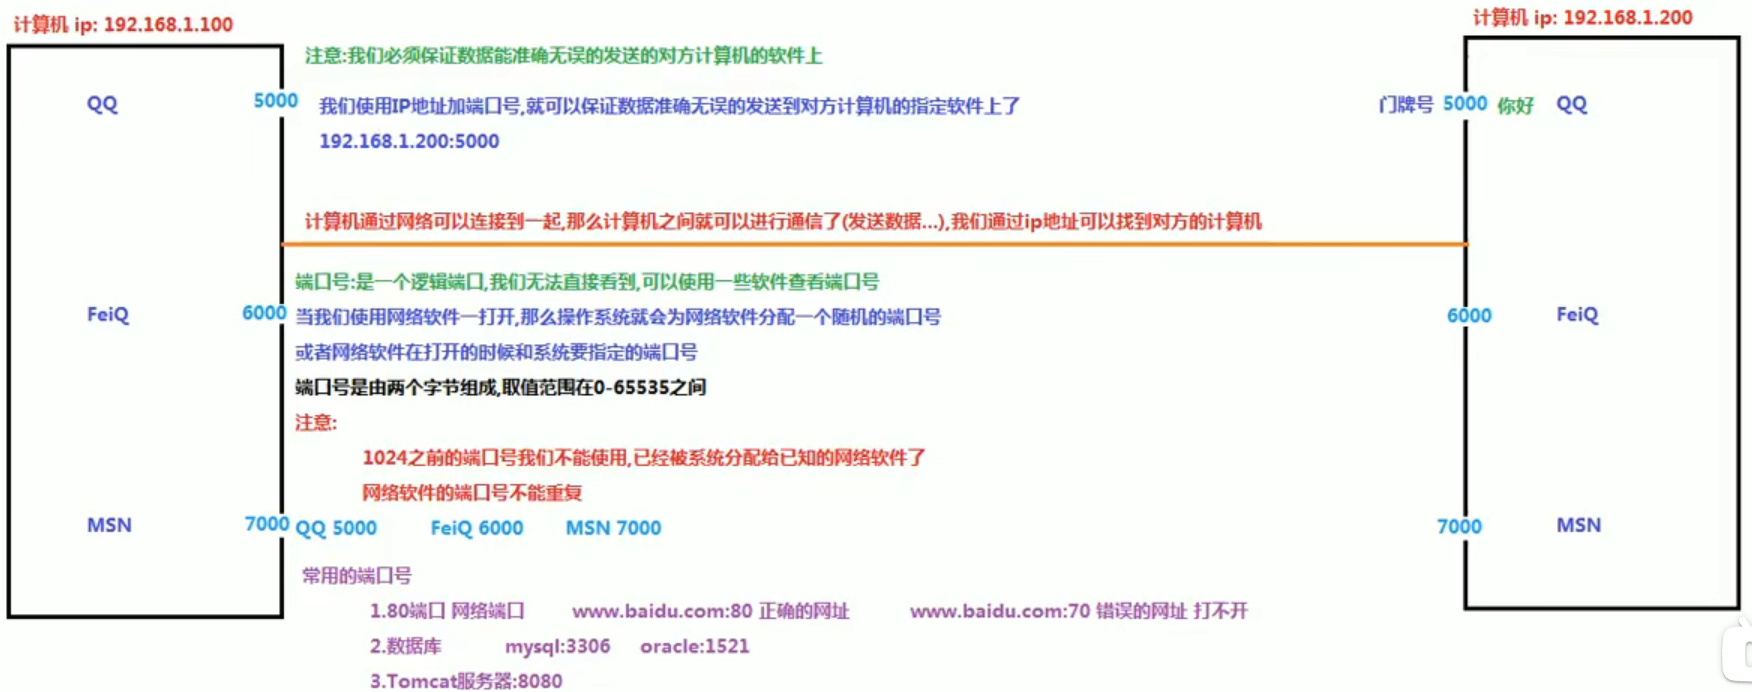 计算机 ip: 192.168.1.100
计算机 ip: 192.168.1.200
注意:我们必须保证数据能准确无误的发送的对方计算机的软件上
QQ 5000 我们使用IP地址加端口号,就可以保证数据准确无误的发送到对方计算机的指定软件上了 门牌号 5000 你好 QQ
192.168.1.200:5000
计算机通过网络可以连接到一起,那么计算机之间就可以进行通信了(发送数据...),我们通过ip地址可以找到对方的计算机
端口号:是一个逻辑端口,我们无法直接看到,可以使用一些软件查看端口号
FeiQ 6000 当我们使用网络软件一打开,那么操作系统就会为网络软件分配一个随机的端口号 6000 FeiQ
或者网络软件在打开的时候和系统要指定的端口号
端口号是由两个字节组成,取值范围在0-65535之间
注意:
1024之前的端口号我们不能使用,已经被系统分配给已知的网络软件了
网络软件的端口号不能重复
MSN 7000 QQ 5000 FeiQ 6000 MSN 7000 7000 MSN
常用的端口号
1.80端口 网络端口 www.baidu.com:80 正确的网址 www.baidu.com:70 错误的网址 打不开
2.数据库 mysql:3306 oracle:1521
3.Tomcat服务器:8080